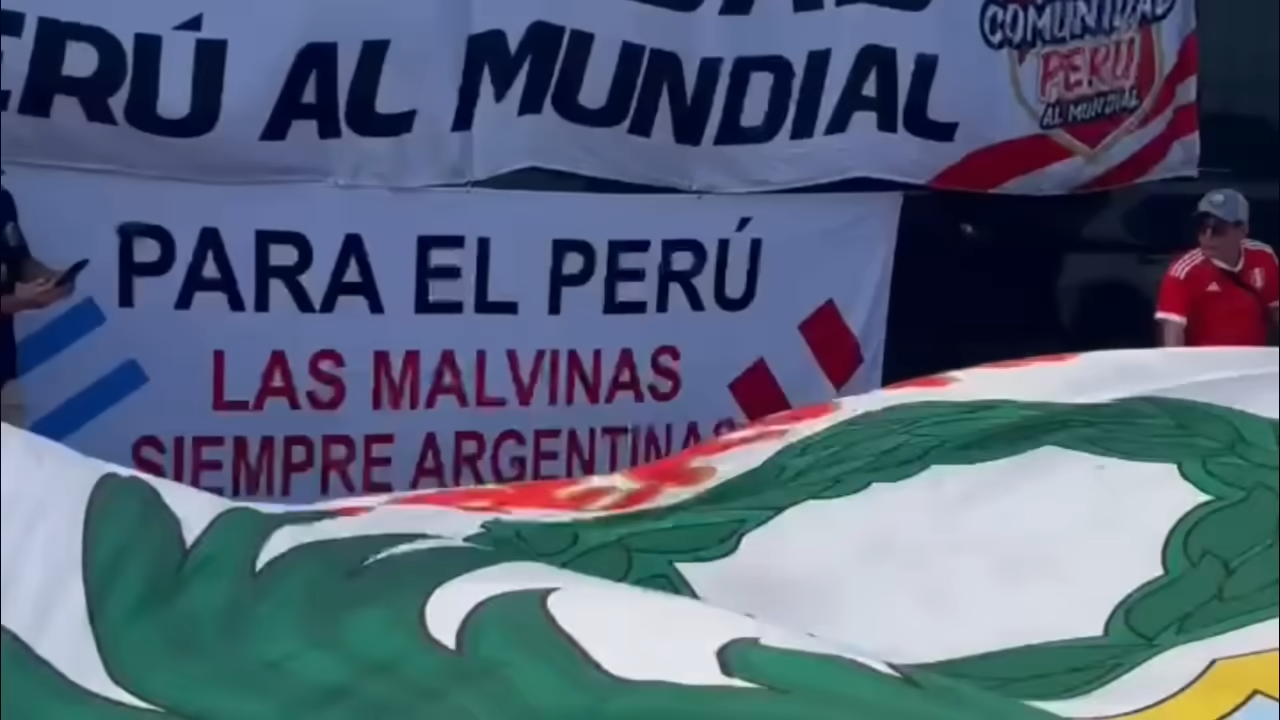 ERÚ AL MUNDIAL
COMUNIDAD
PERÚ
AL MUNDIAL
PARA EL PERÚ
LAS MALVINAS
SIEMPRE ARGENTINAS